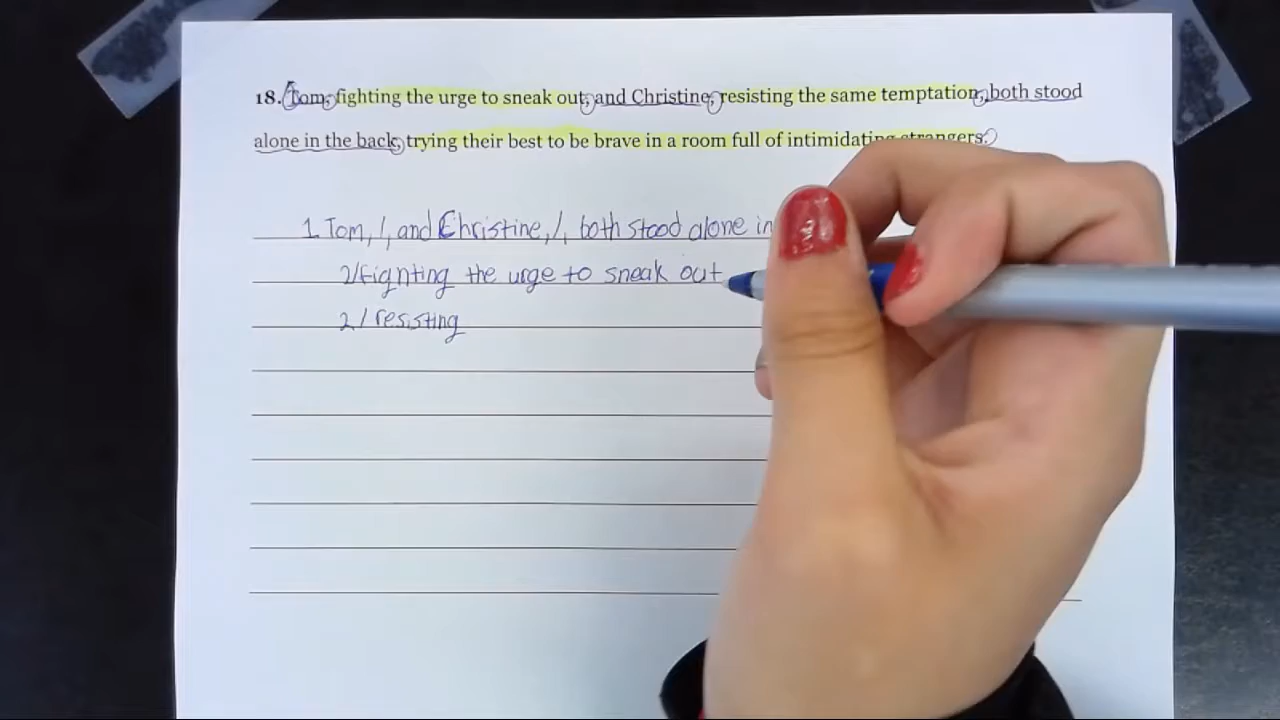 18. Tom, fighting the urge to sneak out, and Christine, resisting the same temptation, both stood
alone in the back, trying their best to be brave in a room full of intimidating strangers.
1. Tom, /, and Christine, /, both stood alone in
2/fighting the urge to sneak out
2/ resisting